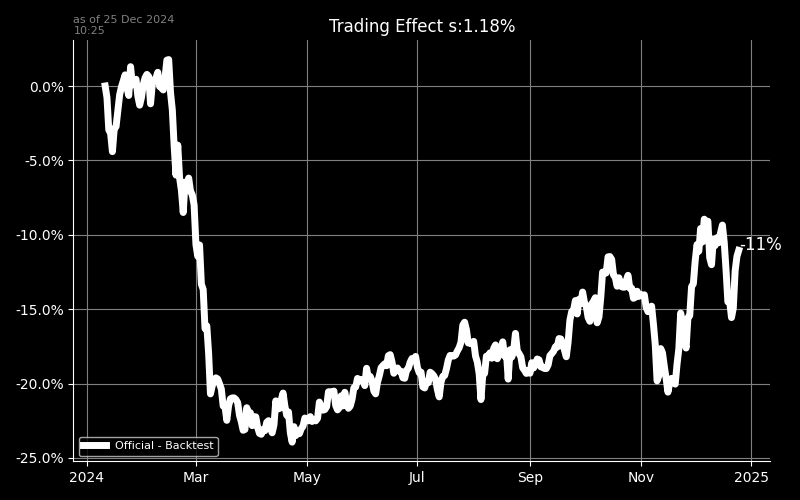 as of 25 Dec 2024
10:25
Trading Effect s:1.18%
0.0%
-5.0%
-10.0%
-11%
-15.0%
-20.0%
-25.0%
Official - Backtest
2024
Mar
May
Jul
Sep
Nov
2025